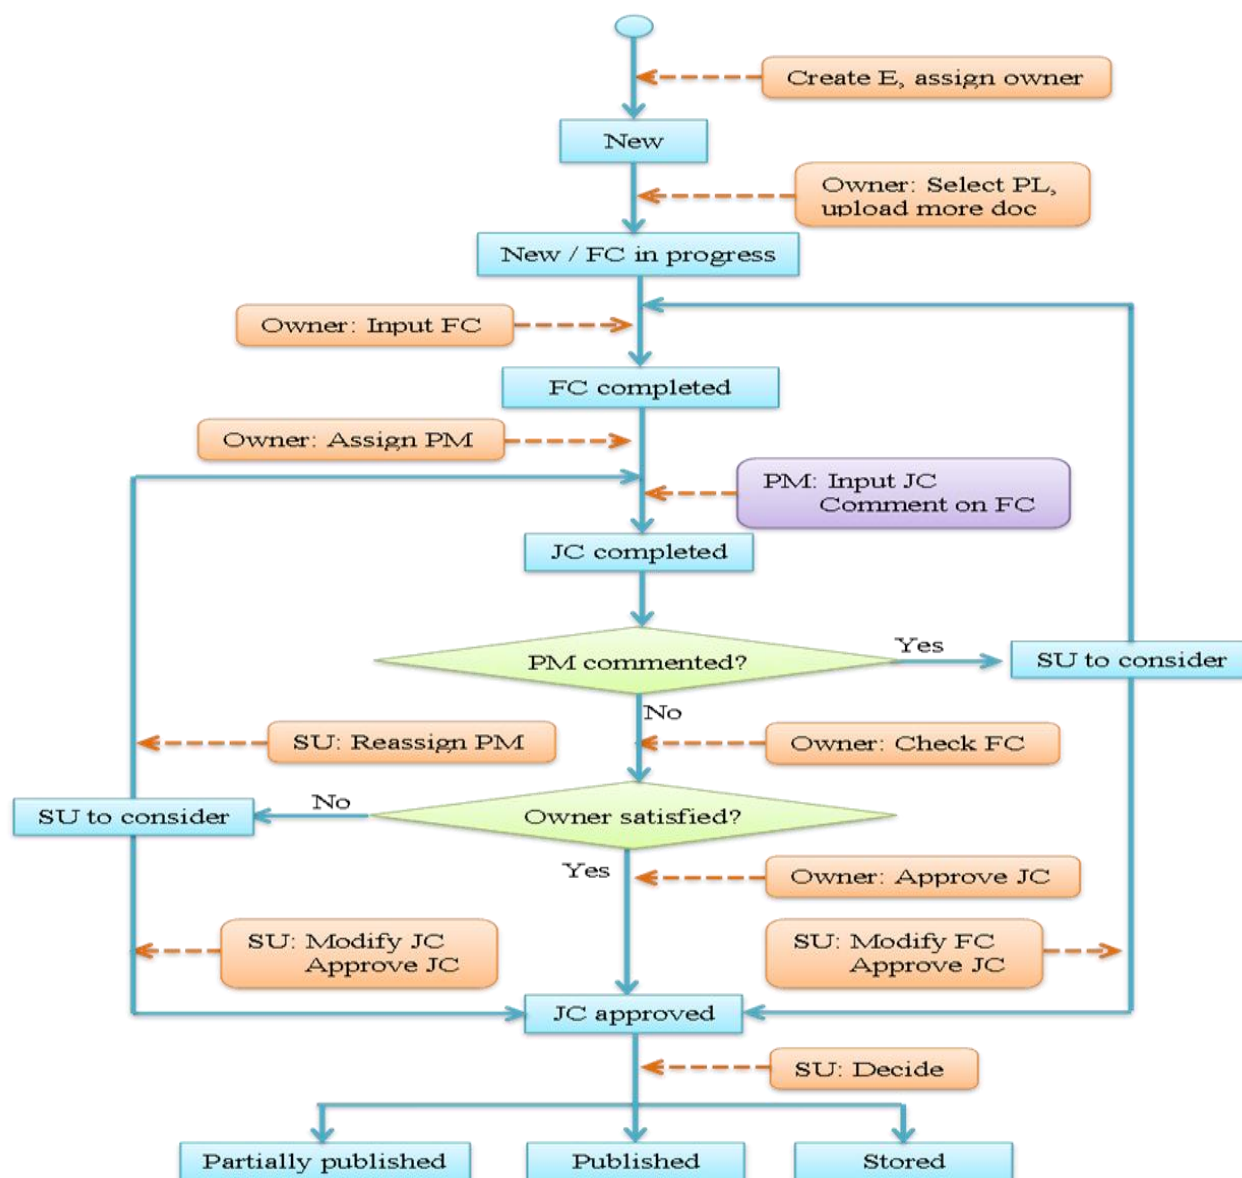 Create E, assign owner
New
Owner: Select PL,
upload more doc
New / FC in progress
Owner: Input FC
FC completed
Owner: Assign PM
PM: Input JC
Comment on FC
JC completed
PM commented?
Yes
SU to consider
No
SU: Reassign PM
Owner: Check FC
SU to consider
No
Owner satisfied?
Yes
Owner: Approve JC
SU: Modify JC
Approve JC
SU: Modify FC
Approve JC
JC approved
SU: Decide
Partially published
Published
Stored